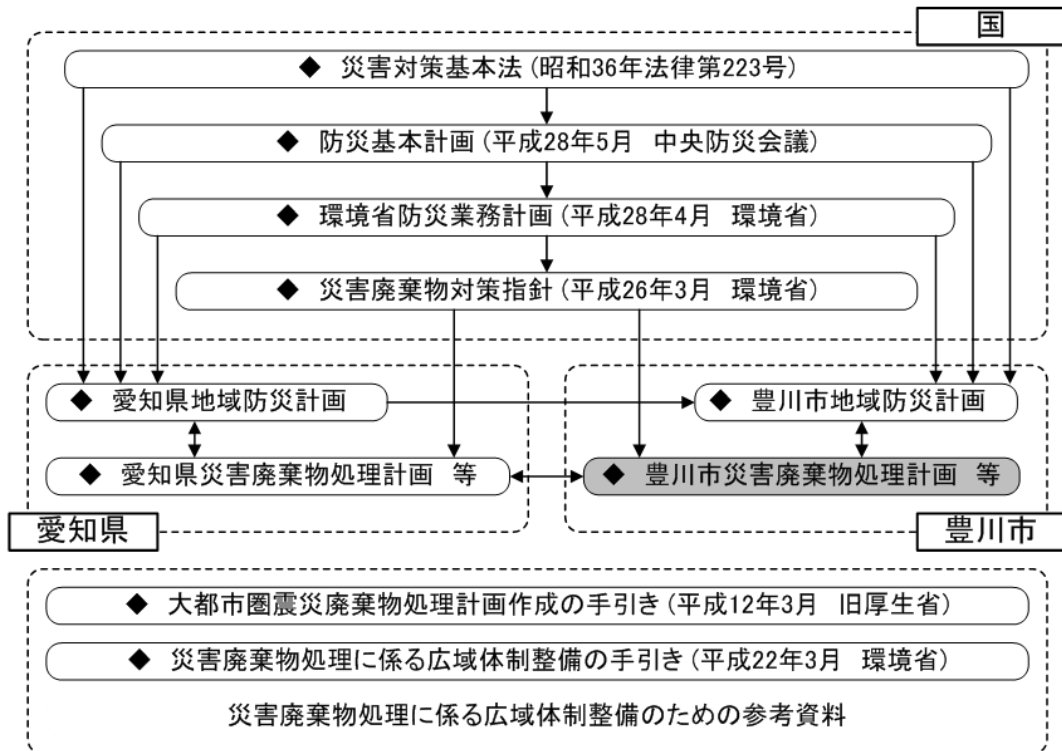 国
◆ 災害対策基本法(昭和36年法律第223号)
◆ 防災基本計画(平成28年5月 中央防災会議)
◆ 環境省防災業務計画(平成28年4月 環境省)
◆ 災害廃棄物対策指針(平成26年3月 環境省)
◆ 愛知県地域防災計画
◆ 豊川市地域防災計画
◆ 愛知県災害廃棄物処理計画 等
◆ 豊川市災害廃棄物処理計画 等
愛知県
豊川市
◆ 大都市圏震災廃棄物処理計画作成の手引き(平成12年3月 旧厚生省)
◆ 災害廃棄物処理に係る広域体制整備の手引き(平成22年3月 環境省)
災害廃棄物処理に係る広域体制整備のための参考資料